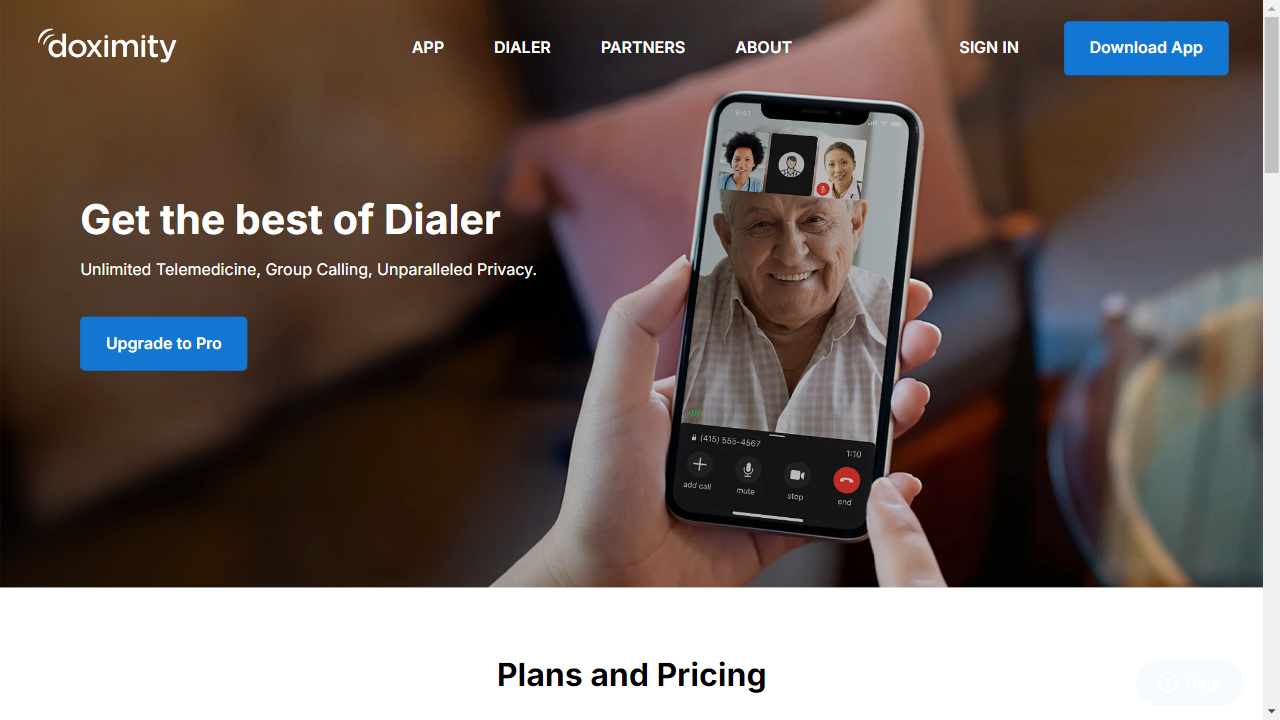 doximity
APP DIALER PARTNERS ABOUT SIGN IN Download App
9:41
Get the best of Dialer
Unlimited Telemedicine, Group Calling, Unparalleled Privacy.
Upgrade to Pro
(415) 555-4567
1:10
add call mute stop end
Plans and Pricing
Help